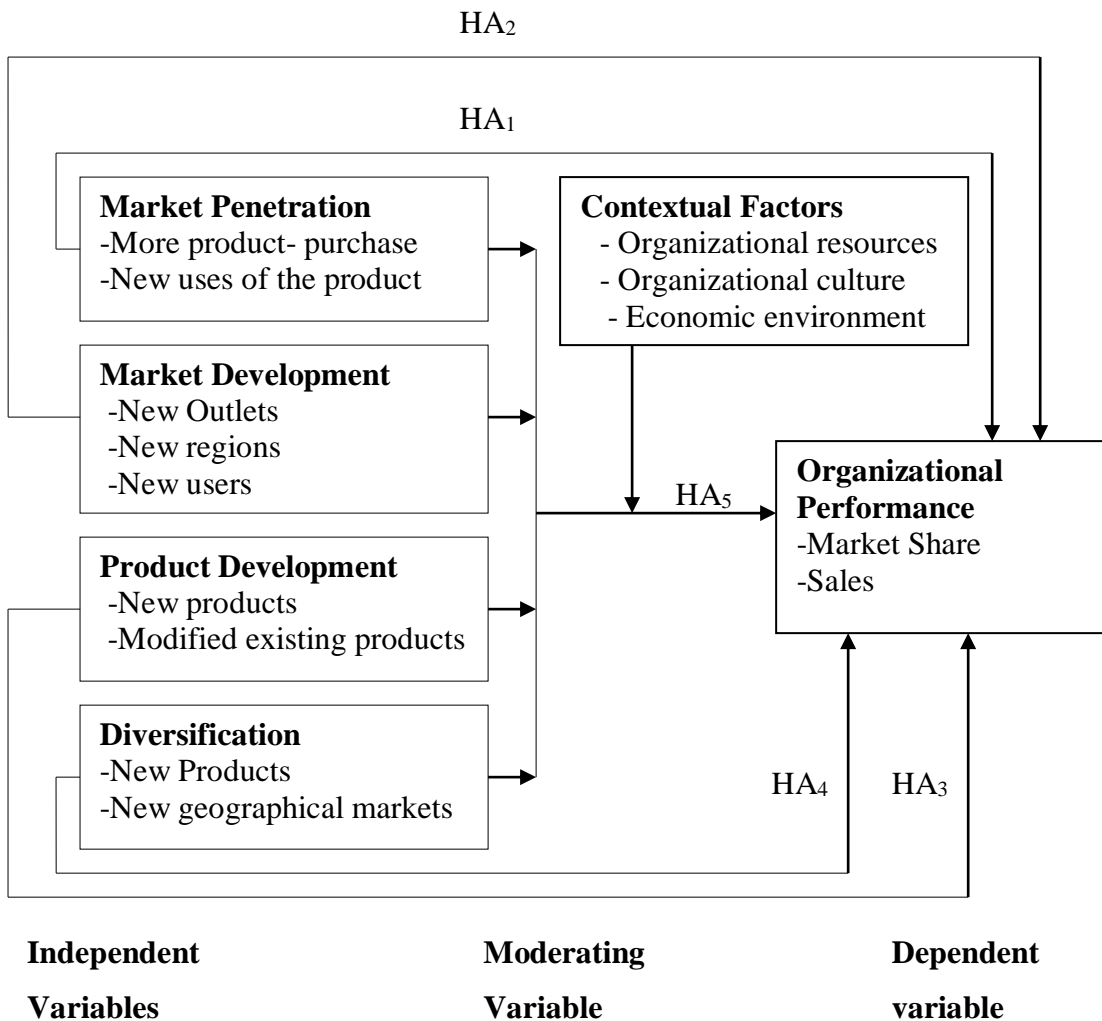 HA₂
HA₁
Market Penetration
-More product- purchase
-New uses of the product
Contextual Factors
- Organizational resources
- Organizational culture
- Economic environment
Market Development
-New Outlets
-New regions
-New users
HA₅
Organizational
Performance
-Market Share
-Sales
Product Development
-New products
-Modified existing products
Diversification
-New Products
-New geographical markets
HA₄
HA₃
Independent
Variables
Moderating
Variable
Dependent
variable